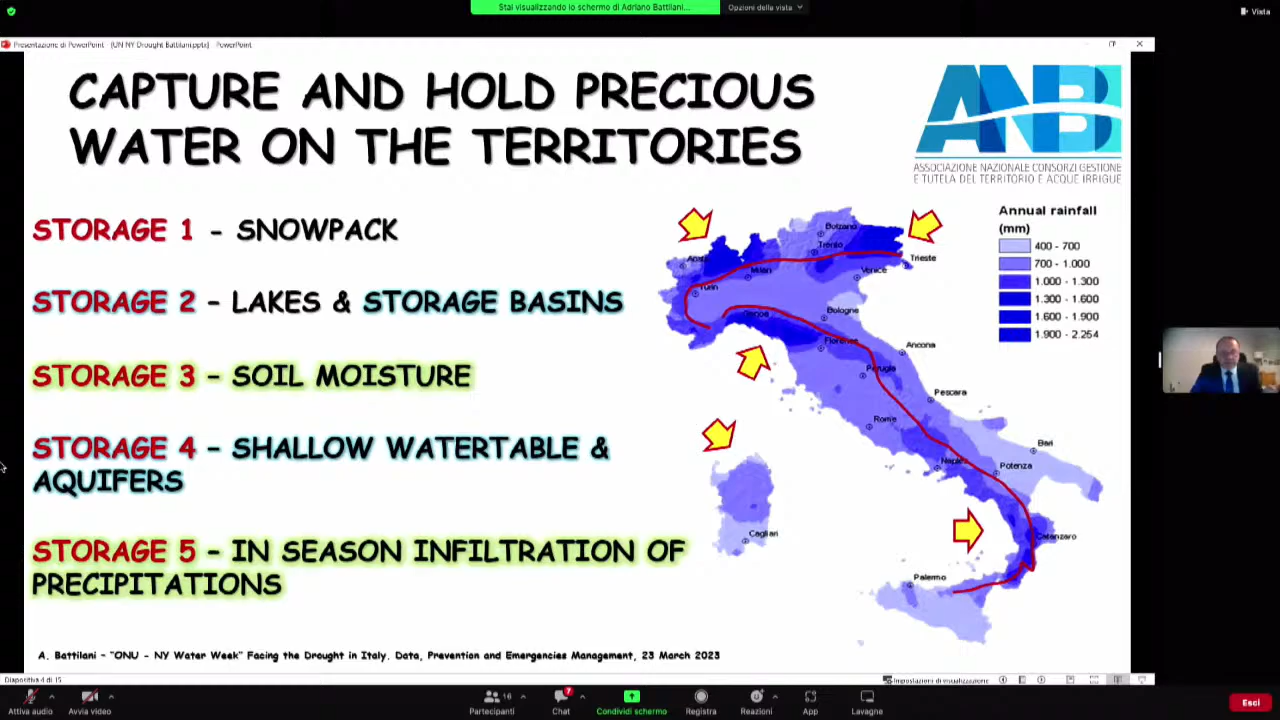 Stai visualizzando lo schermo di Adriano Battilani...
Opzioni della vista
Vista
Presentazione di PowerPoint - [UN NY Drought Battilani.pptx] - PowerPoint
CAPTURE AND HOLD PRECIOUS
WATER ON THE TERRITORIES
ANBI
ASSOCIAZIONE NAZIONALE CONSORZI GESTIONE
E TUTELA DEL TERRITORIO E ACQUE IRRIGUE
STORAGE 1 - SNOWPACK
STORAGE 2 - LAKES & STORAGE BASINS
STORAGE 3 - SOIL MOISTURE
STORAGE 4 - SHALLOW WATERTABLE &
AQUIFERS
STORAGE 5 - IN SEASON INFILTRATION OF
PRECIPITATIONS
Annual rainfall
(mm)
400 - 700
700 - 1.000
1.000 - 1.300
1.300 - 1.600
1.600 - 1.900
1.900 - 2.254
Bolzano
Trento
Trieste
Aosta
Milan
Venice
Turin
Genoa
Bologne
Florence
Ancona
Perugia
Pescara
Rome
Bari
Naples
Potenza
Cagliari
Catanzaro
Palermo
A. Battilani - "ONU - NY Water Week" Facing the Drought in Italy. Data, Prevention and Emergencies Management, 23 March 2023
Diapositiva 4 di 15
Impostazioni di visualizzazione
Attiva audio
Avvia video
16
Partecipanti
7
Chat
Condividi schermo
Registra
Reazioni
App
Lavagne
Esci